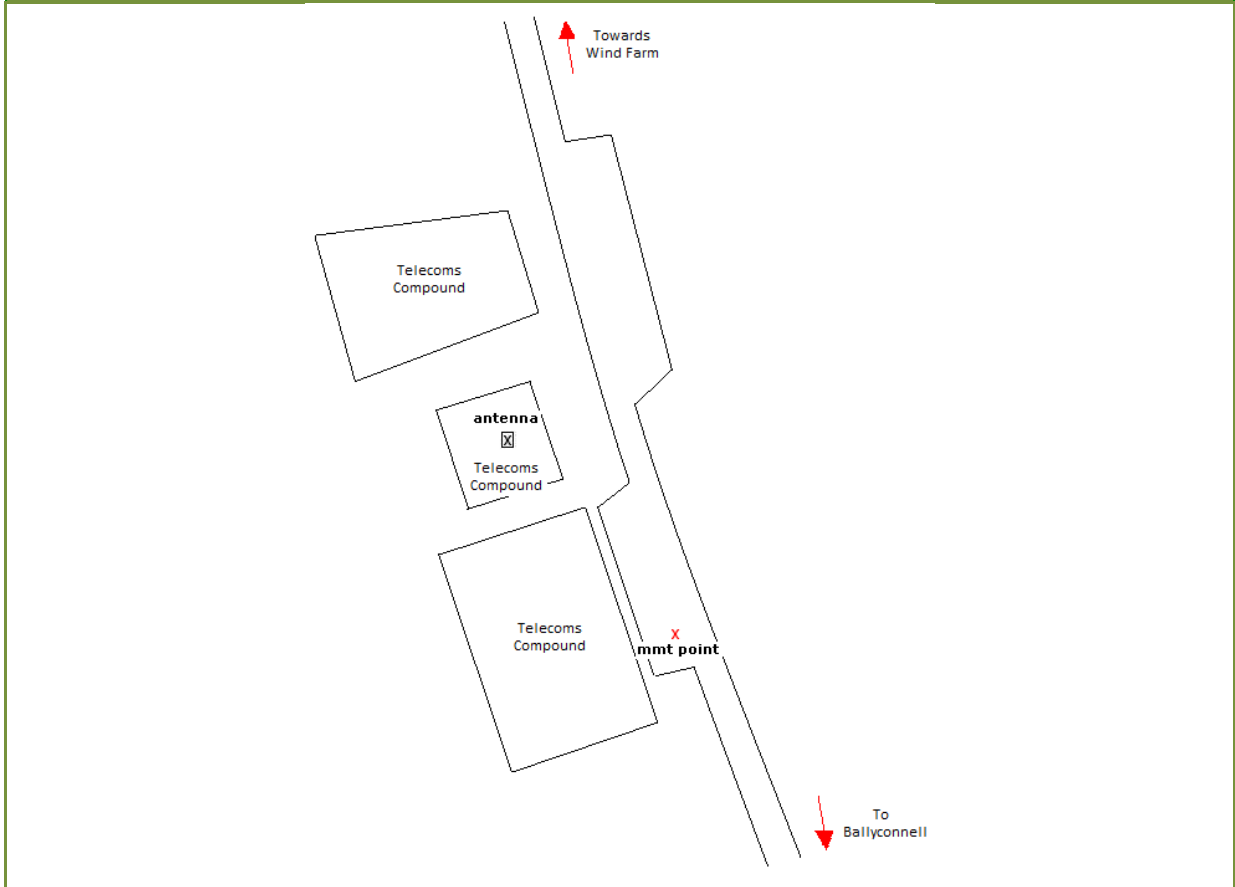 Towards
Wind Farm
Telecoms
Compound
antenna
X
Telecoms
Compound
Telecoms
Compound
X
mmt point
To
Ballyconnell